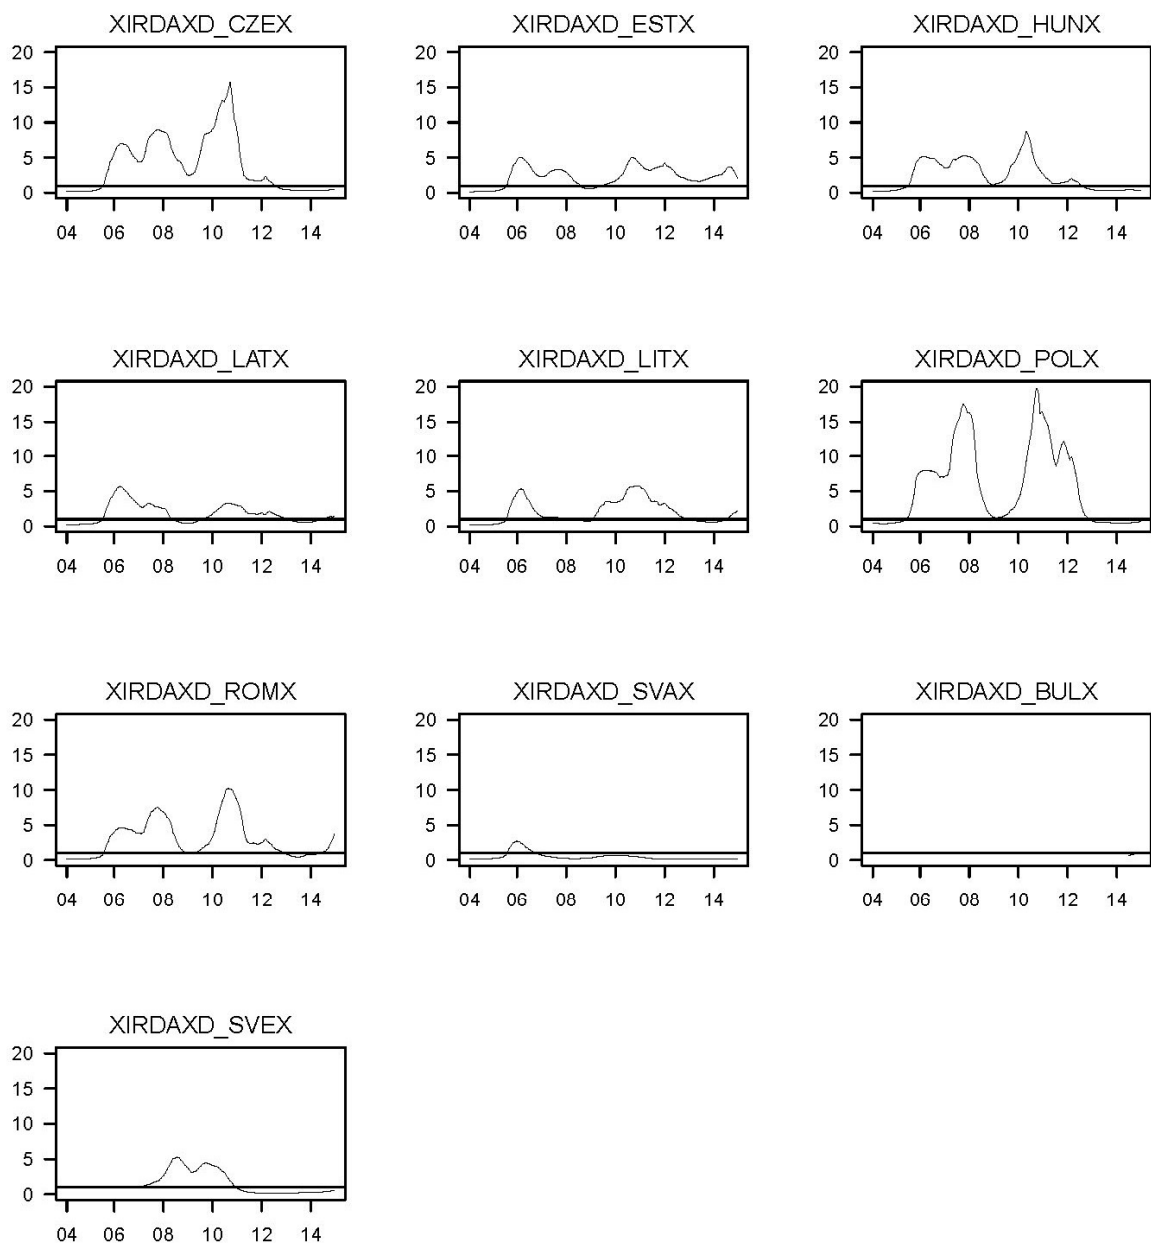 XIRDAXD_CZEX XIRDAXD_ESTX XIRDAXD_HUNX
20 20 20
15 15 15
10 10 10
5 5 5
0 0 0
04 06 08 10 12 14 04 06 08 10 12 14 04 06 08 10 12 14
XIRDAXD_LATX XIRDAXD_LITX XIRDAXD_POLX
20 20 20
15 15 15
10 10 10
5 5 5
0 0 0
04 06 08 10 12 14 04 06 08 10 12 14 04 06 08 10 12 14
XIRDAXD_ROMX XIRDAXD_SVAX XIRDAXD_BULX
20 20 20
15 15 15
10 10 10
5 5 5
0 0 0
04 06 08 10 12 14 04 06 08 10 12 14 04 06 08 10 12 14
XIRDAXD_SVEX
20
15
10
5
0
04 06 08 10 12 14